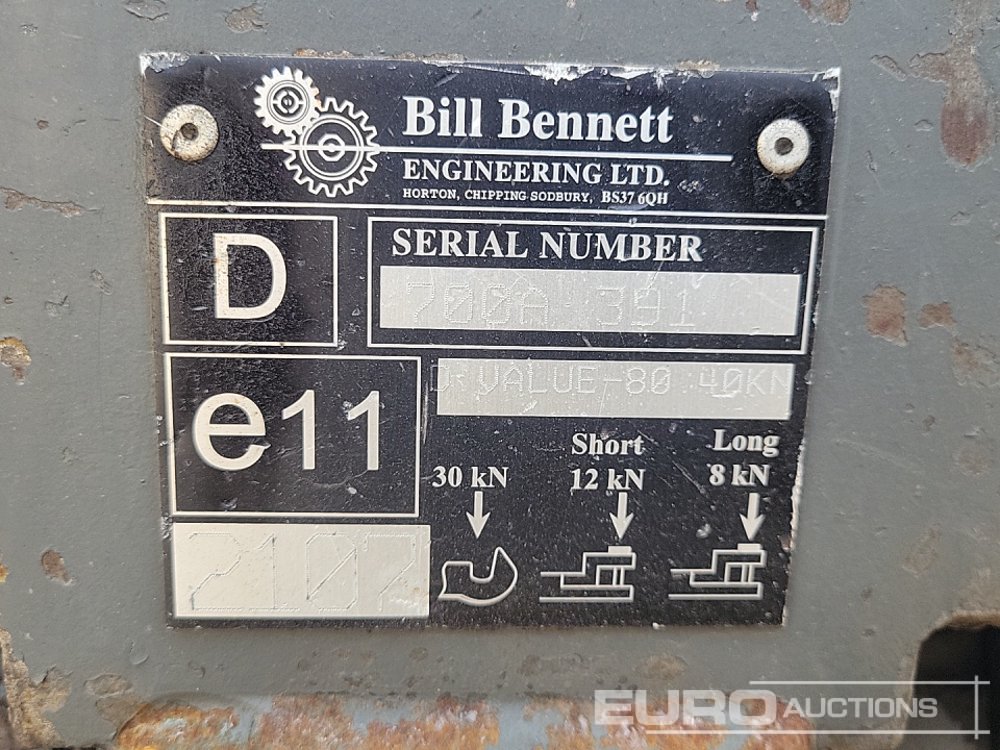 Bill Bennett
ENGINEERING LTD.
HORTON, CHIPPING SODBURY, BS37 6QH
D
SERIAL NUMBER
700A 391
D VALUE-80.40KN
e11
Short
Long
30 kN
12 kN
8 kN
2107
EURO AUCTIONS